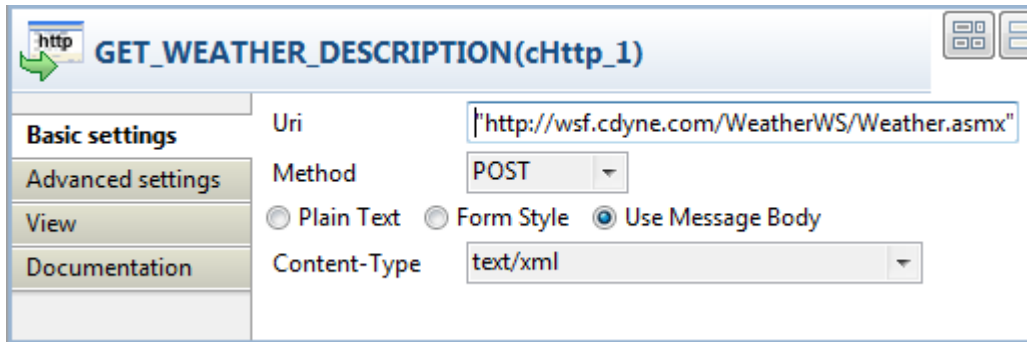 http
GET_WEATHER_DESCRIPTION(cHttp_1)
Basic settings
Advanced settings
View
Documentation
Uri "http://wsf.cdyne.com/WeatherWS/Weather.asmx"
Method POST
Plain Text Form Style Use Message Body
Content-Type text/xml